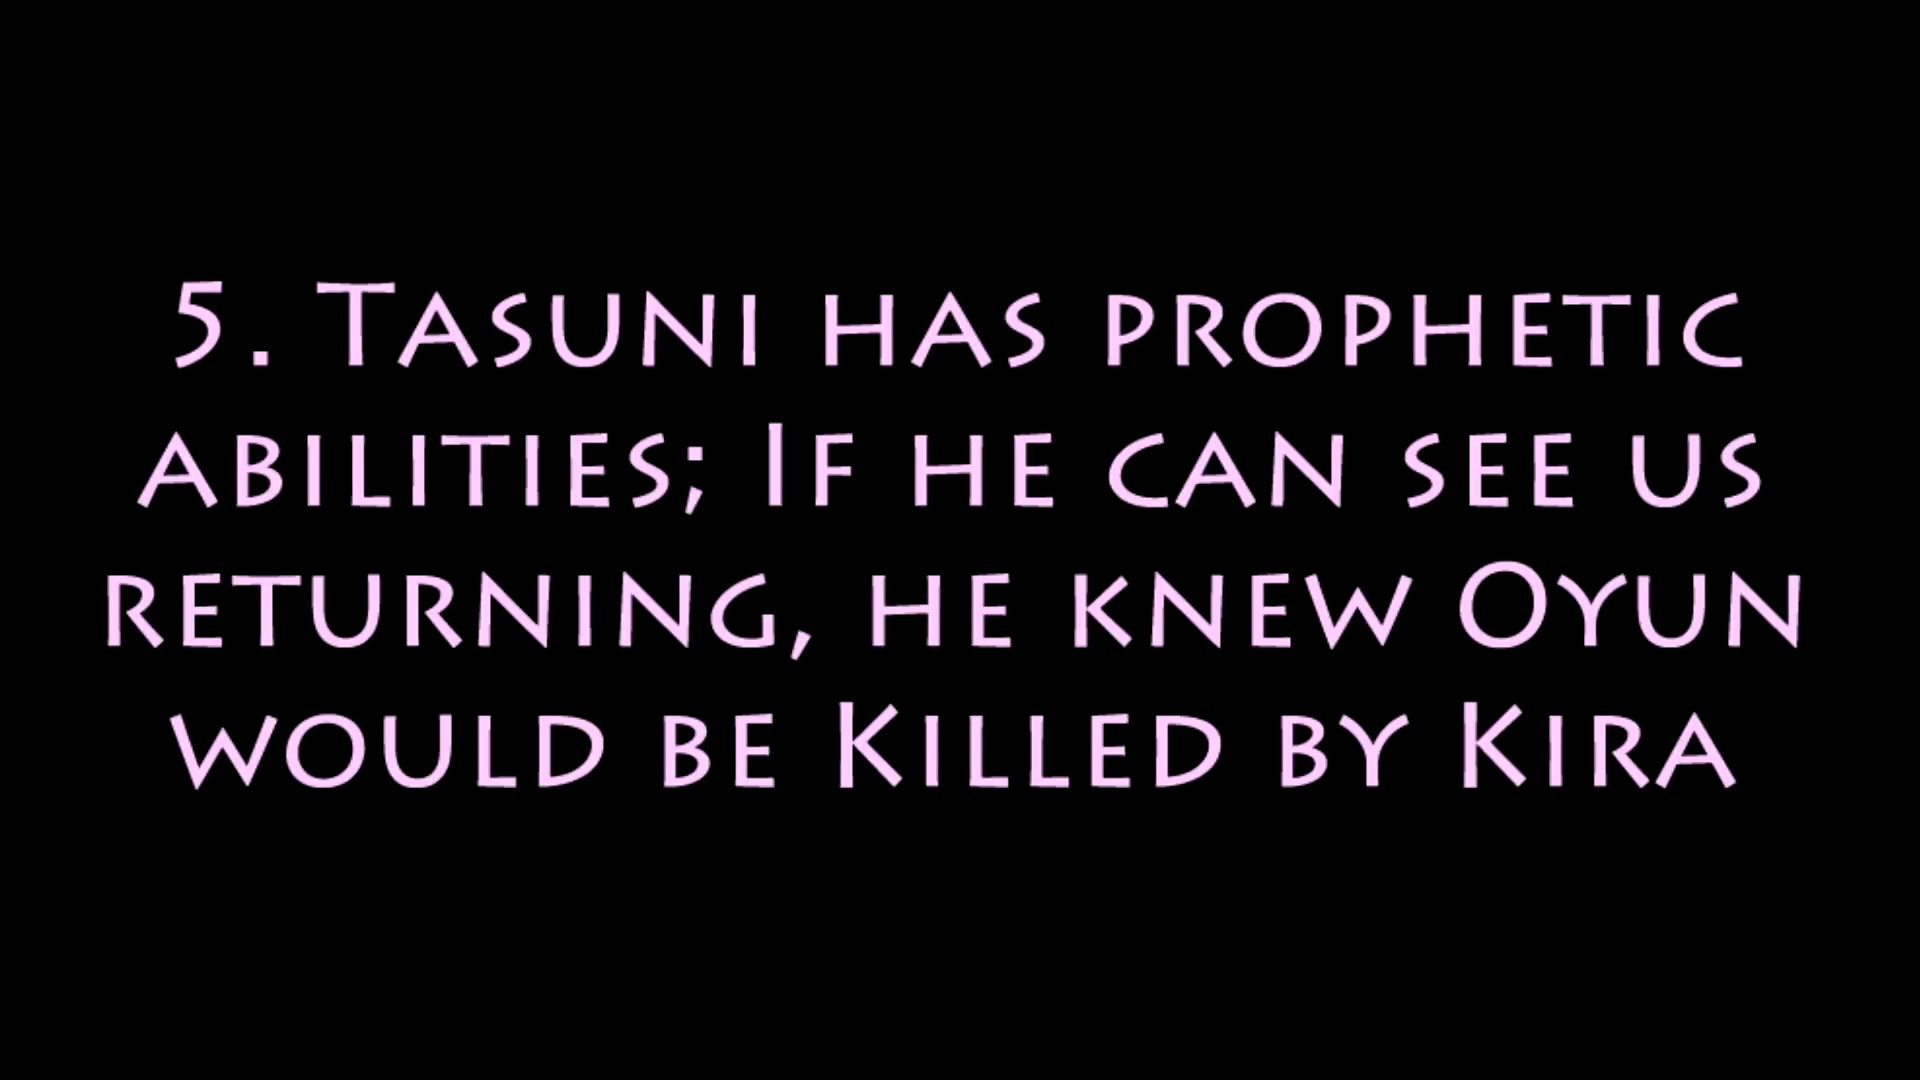 5. Tasuni has prophetic
abilities; If he can see us
returning, he knew Oyun
would be Killed by Kira